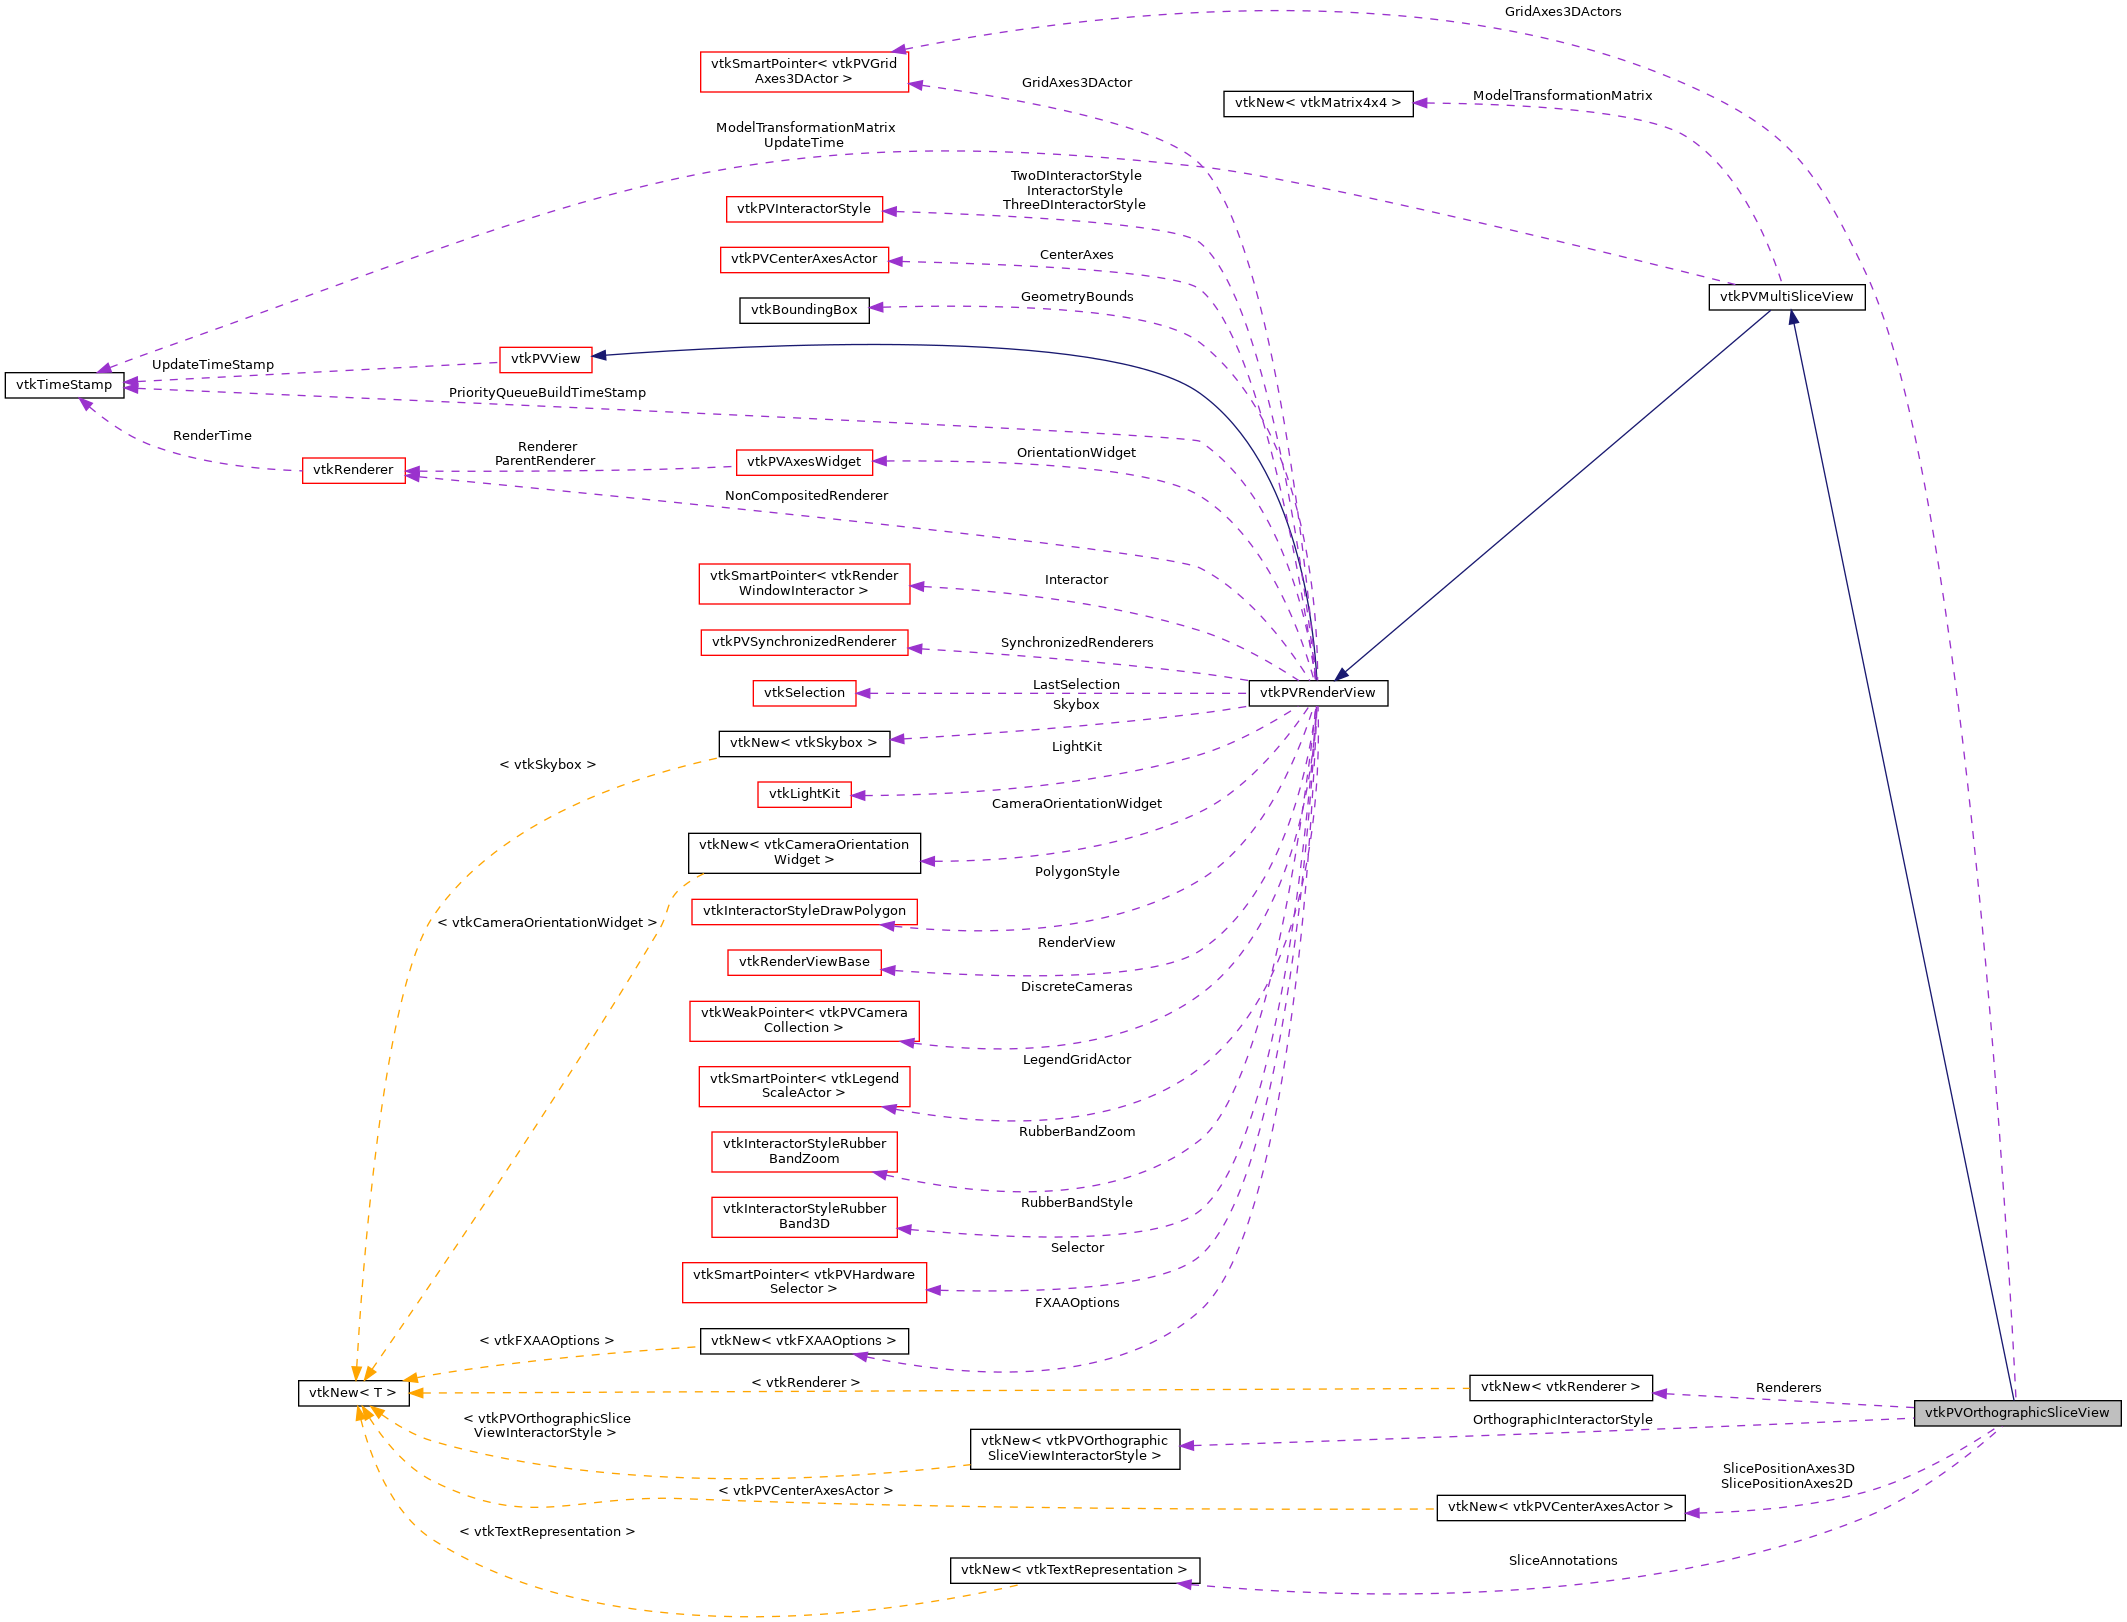 GridAxes3DActors
vtkSmartPointer< vtkPVGrid
Axes3DActor >
GridAxes3DActor
vtkNew< vtkMatrix4x4 >
ModelTransformationMatrix
ModelTransformationMatrix
UpdateTime
TwoDInteractorStyle
InteractorStyle
ThreeDInteractorStyle
vtkPVInteractorStyle
CenterAxes
vtkPVCenterAxesActor
GeometryBounds
vtkBoundingBox
vtkPVMultiSliceView
vtkPVView
UpdateTimeStamp
vtkTimeStamp
PriorityQueueBuildTimeStamp
RenderTime
Renderer
ParentRenderer
vtkRenderer
vtkPVAxesWidget
OrientationWidget
NonCompositedRenderer
vtkSmartPointer< vtkRender
WindowInteractor >
Interactor
vtkPVSynchronizedRenderer
SynchronizedRenderers
vtkSelection
LastSelection
vtkPVRenderView
Skybox
vtkNew< vtkSkybox >
< vtkSkybox >
LightKit
vtkLightKit
CameraOrientationWidget
vtkNew< vtkCameraOrientation
Widget >
PolygonStyle
vtkInteractorStyleDrawPolygon
< vtkCameraOrientationWidget >
RenderView
vtkRenderViewBase
DiscreteCameras
vtkWeakPointer< vtkPVCamera
Collection >
LegendGridActor
vtkSmartPointer< vtkLegend
ScaleActor >
RubberBandZoom
vtkInteractorStyleRubber
BandZoom
RubberBandStyle
vtkInteractorStyleRubber
Band3D
Selector
vtkSmartPointer< vtkPVHardware
Selector >
FXAAOptions
vtkNew< vtkFXAAOptions >
< vtkFXAAOptions >
vtkNew< T >
< vtkRenderer >
vtkNew< vtkRenderer >
Renderers
vtkPVOrthographicSliceView
< vtkPVOrthographicSlice
ViewInteractorStyle >
vtkNew< vtkPVOrthographic
SliceViewInteractorStyle >
OrthographicInteractorStyle
SlicePositionAxes3D
SlicePositionAxes2D
< vtkPVCenterAxesActor >
vtkNew< vtkPVCenterAxesActor >
< vtkTextRepresentation >
vtkNew< vtkTextRepresentation >
SliceAnnotations